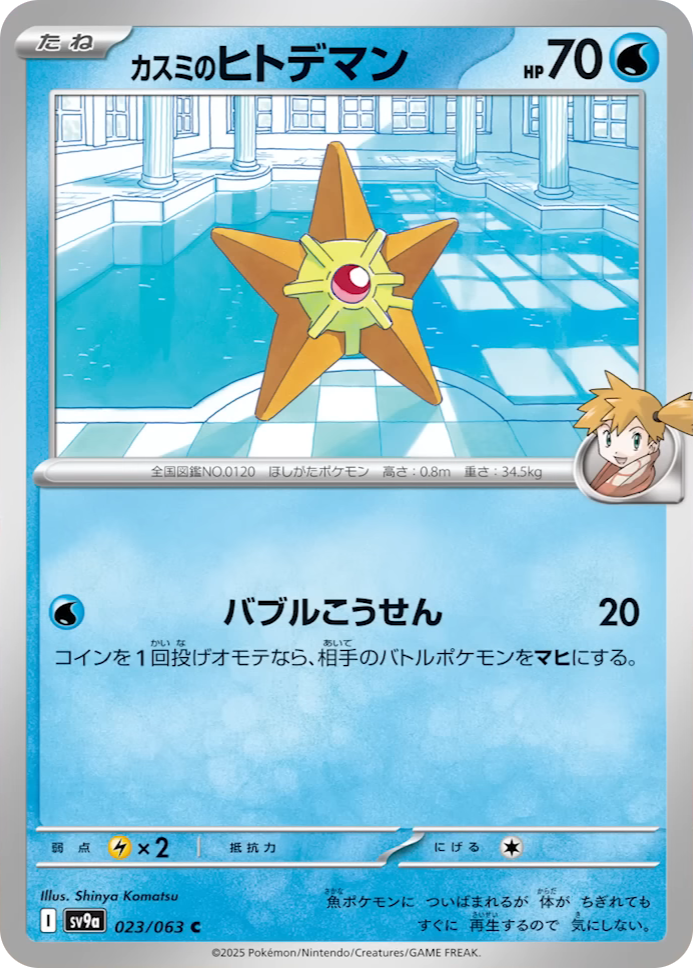 たね
カスミのヒトデマン
HP 70
全国図鑑NO.0120 ほしがたポケモン 高さ:0.8m 重さ:34.5kg
バブルこうせん 20
コインを1回投げオモテなら、相手のバトルポケモンをマヒにする。
弱点 ×2 抵抗力 にげる
Illus. Shinya Komatsu
魚ポケモンに ついばまれるが 体が ちぎれても
すぐに 再生するので 気にしない。
I sv9a 023/063 C
©2025 Pokémon/Nintendo/Creatures/GAME FREAK.